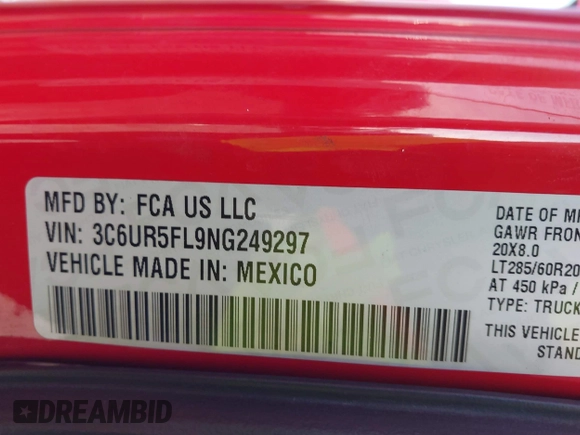 MFD BY: FCA US LLC
VIN: 3C6UR5FL9NG249297
VEHICLE MADE IN: MEXICO
DATE OF M
GAWR FRON
20X8.0
LT285/60R20
AT 450 kPa /
TYPE: TRUCK
THIS VEHICLE
STAND
DREAMBID